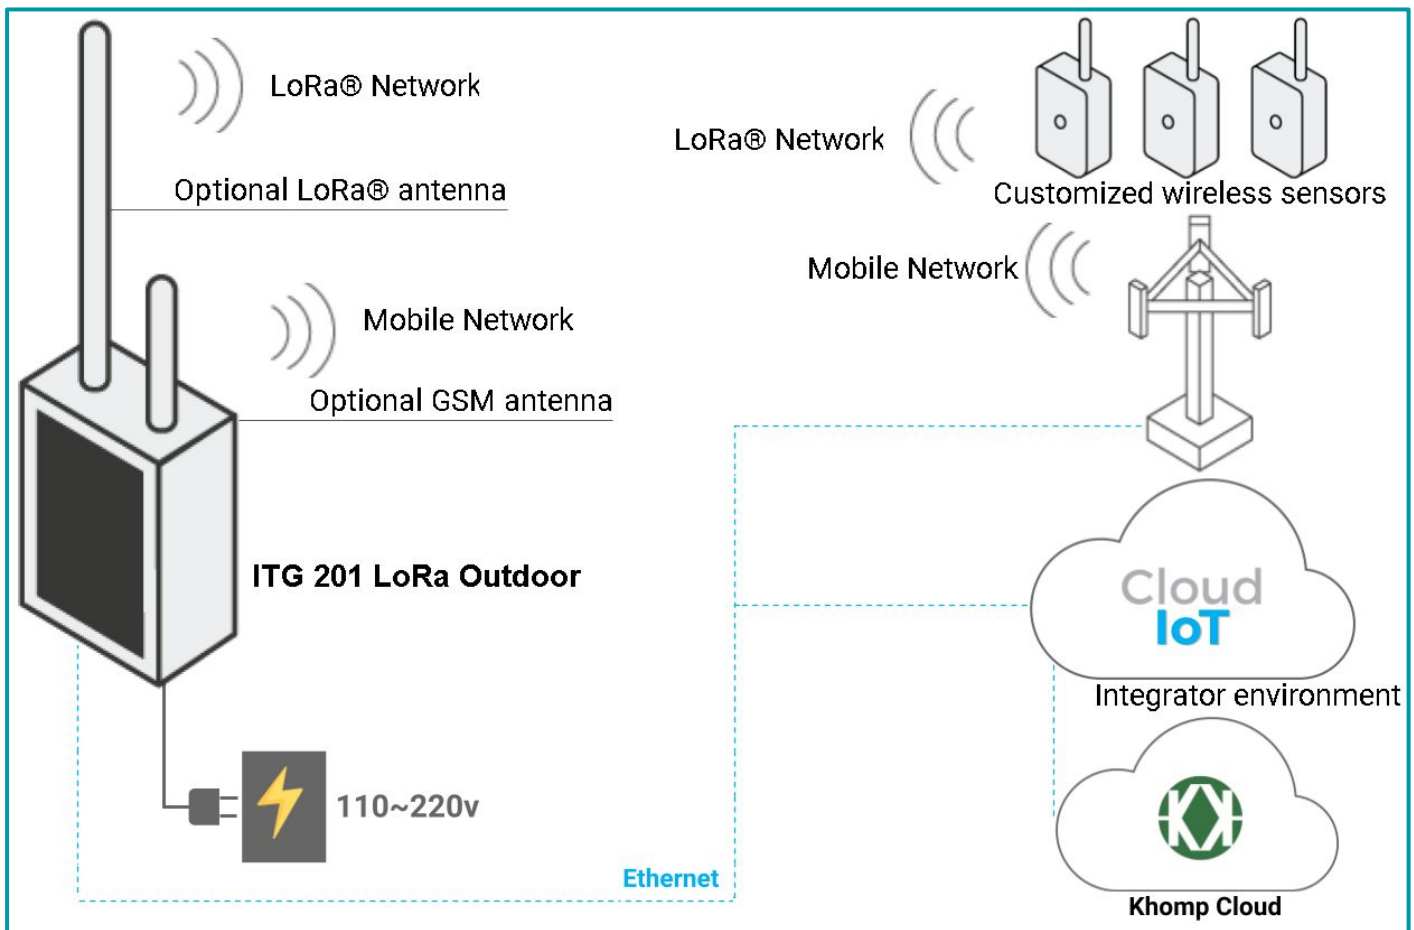 LoRa® Network
LoRa® Network
Optional LoRa® antenna
Customized wireless sensors
Mobile Network
Mobile Network
Optional GSM antenna
ITG 201 LoRa Outdoor
Cloud
IoT
Integrator environment
110~220v
Ethernet
Khomp Cloud